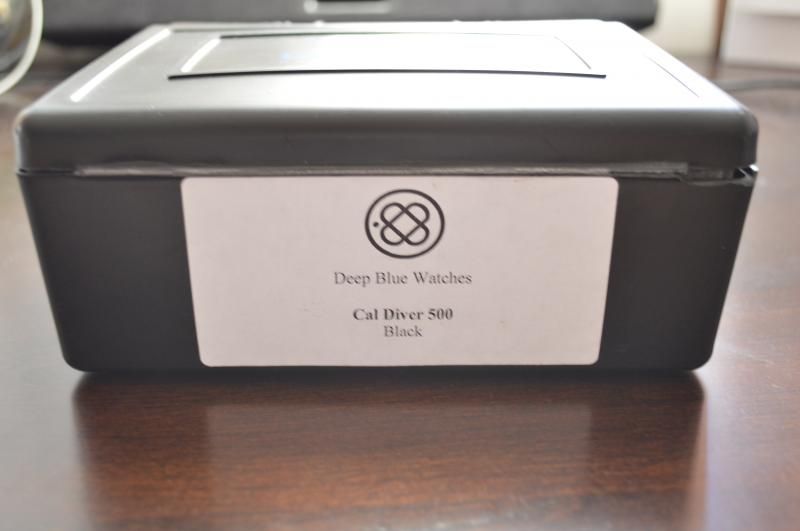 Deep Blue Watches
Cal Diver 500
Black